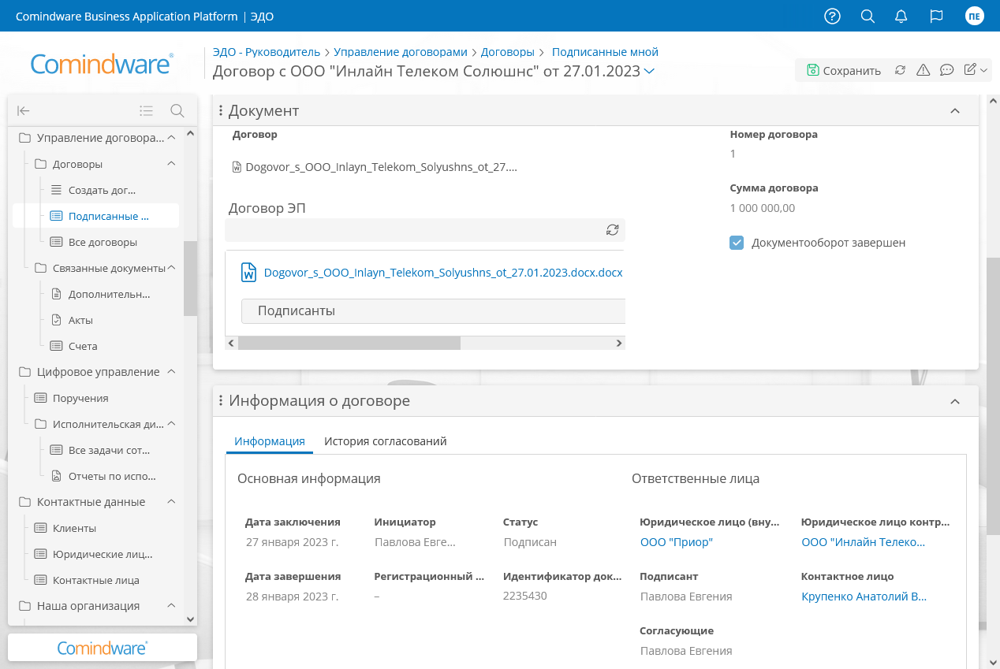 Comindware Business Application Platform | ЭДО
ПЕ
Comindware®
ЭДО - Руководитель > Управление договорами > Договоры > Подписанные мной
Договор с ООО "Инлайн Телеком Солюшнс" от 27.01.2023
Сохранить
Управление договора...
Договоры
Создать дог...
Подписанные ...
Все договоры
Связанные документы
Дополнительн...
Акты
Счета
Цифровое управление
Поручения
Исполнительская ди...
Все задачи сот...
Отчеты по испо...
Контактные данные
Клиенты
Юридические лиц...
Контактные лица
Наша организация
Comindware®
Документ
Договор
Номер договора
Dogovor_s_OOO_Inlayn_Telekom_Solyushns_ot_27....
1
Сумма договора
1 000 000,00
Договор ЭП
Документооборот завершен
Dogovor_s_OOO_Inlayn_Telekom_Solyushns_ot_27.01.2023.docx.docx
Подписанты
Информация о договоре
Информация История согласований
Основная информация Ответственные лица
Дата заключения Инициатор Статус Юридическое лицо (вну... Юридическое лицо контр...
27 января 2023 г. Павлова Евге... Подписан ООО "Приор" ООО "Инлайн Телеко...
Дата завершения Регистрационный ... Идентификатор док... Подписант Контактное лицо
28 января 2023 г. – 2235430 Павлова Евгения Крупенко Анатолий В...
Согласующие
Павлова Евгения